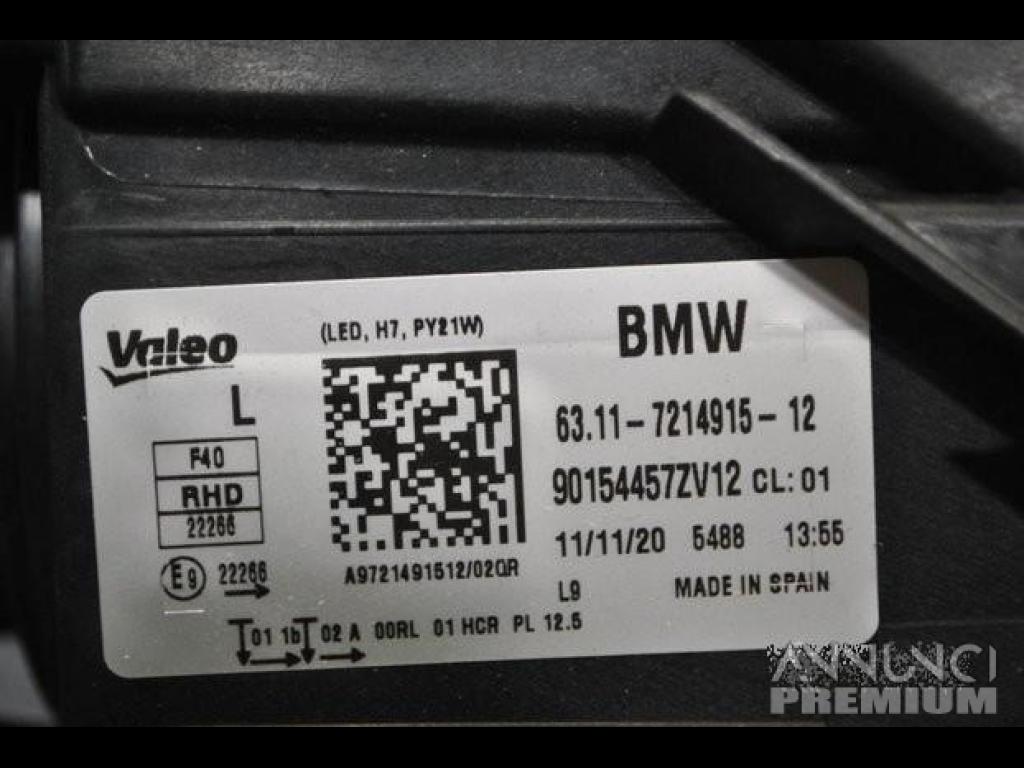 Valeo
(LED, H7, PY21W)
BMW
L
63.11-7214915-12
F40
RHD
22266
90154457ZV12 CL:01
11/11/20 5488 13:55
E9 22266
A9721491512/02QR
L9
MADE IN SPAIN
01 1b 02 A 00RL 01 HCR PL 12.5
ANNUNCI
PREMIUM